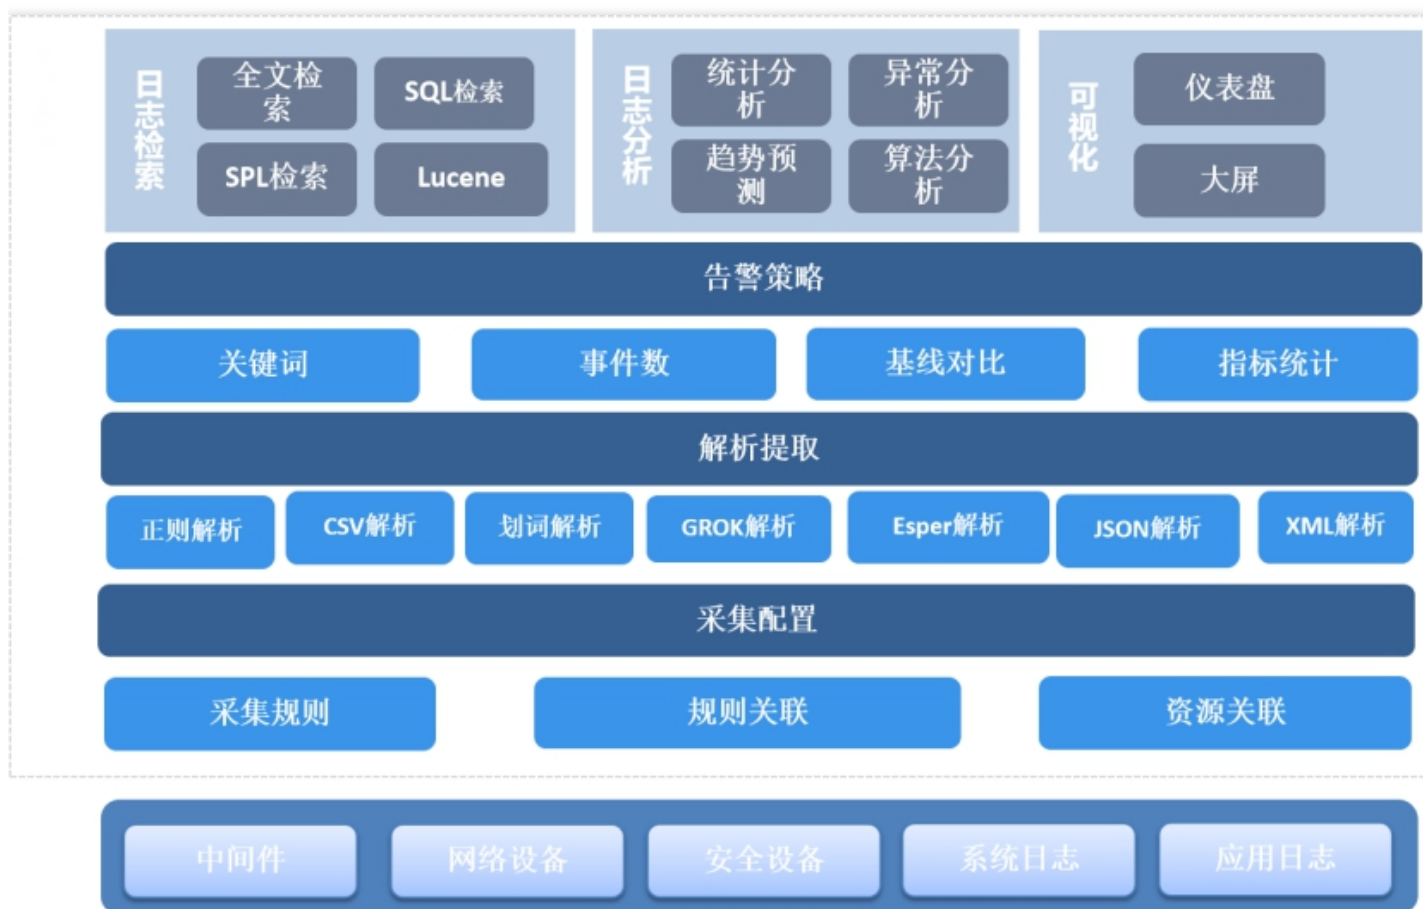 日志检索
全文检
索
SQL检索
SPL检索
Lucene
日志分析
统计分
析
异常分
析
趋势预
测
算法分
析
可视化
仪表盘
大屏
告警策略
关键词
事件数
基线对比
指标统计
解析提取
正则解析
CSV解析
划词解析
GROK解析
Esper解析
JSON解析
XML解析
采集配置
采集规则
规则关联
资源关联
中间件
网络设备
安全设备
系统日志
应用日志